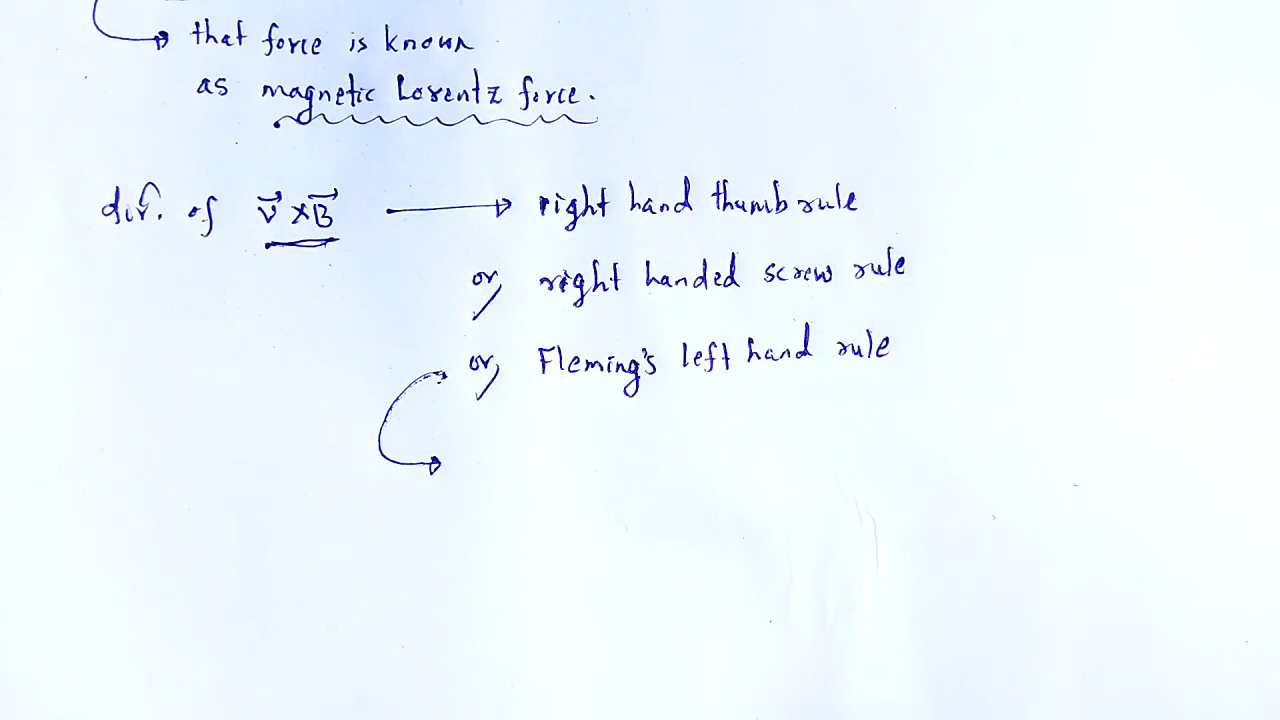 that force is known
as magnetic Lorentz force.
dir. of v⃗ × B⃗ → right hand thumb rule
or, right handed screw rule
or, Fleming's left hand rule